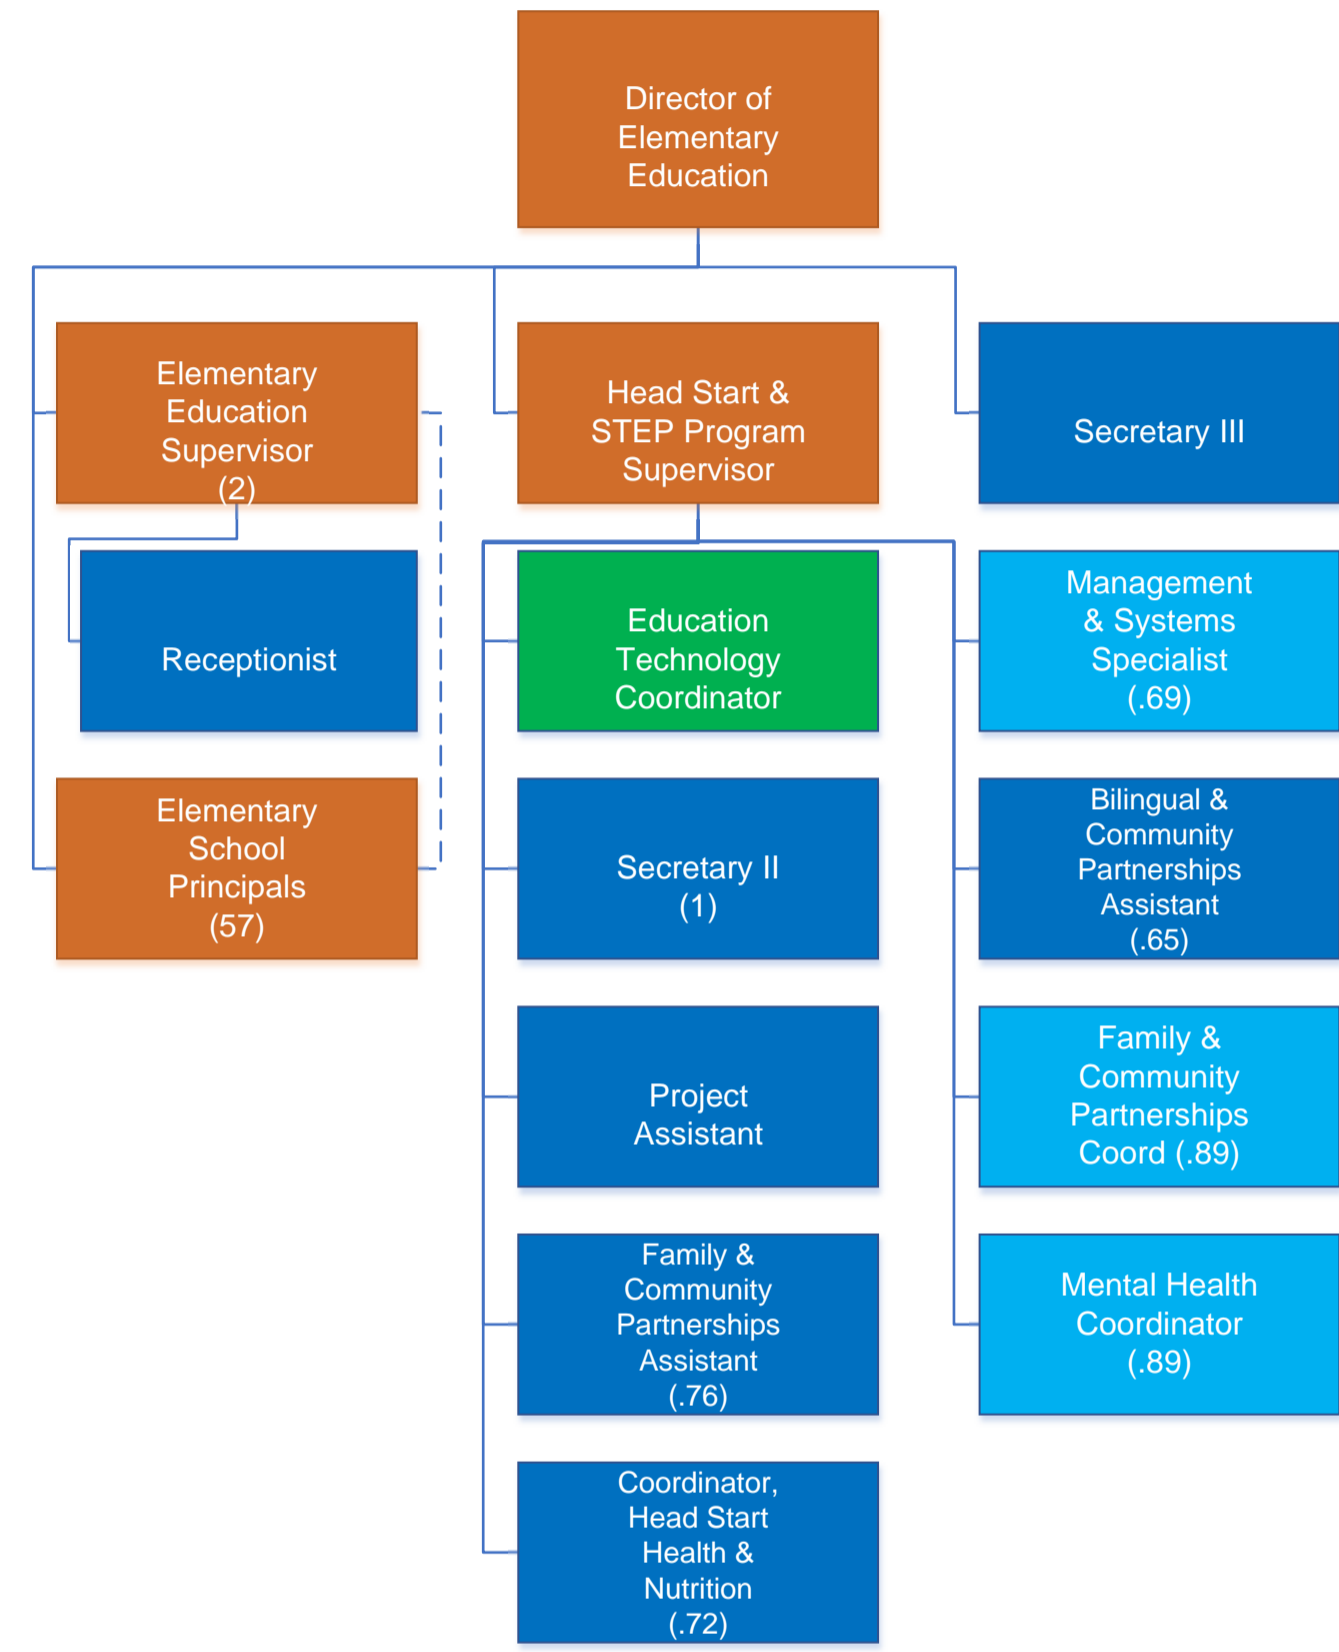 Director of
Elementary
Education
Elementary
Education
Supervisor
(2)
Head Start &
STEP Program
Supervisor
Secretary III
Receptionist
Education
Technology
Coordinator
Management
& Systems
Specialist
(.69)
Elementary
School
Principals
(57)
Secretary II
(1)
Bilingual &
Community
Partnerships
Assistant
(.65)
Project
Assistant
Family &
Community
Partnerships
Coord (.89)
Family &
Community
Partnerships
Assistant
(.76)
Mental Health
Coordinator
(.89)
Coordinator,
Head Start
Health &
Nutrition
(.72)